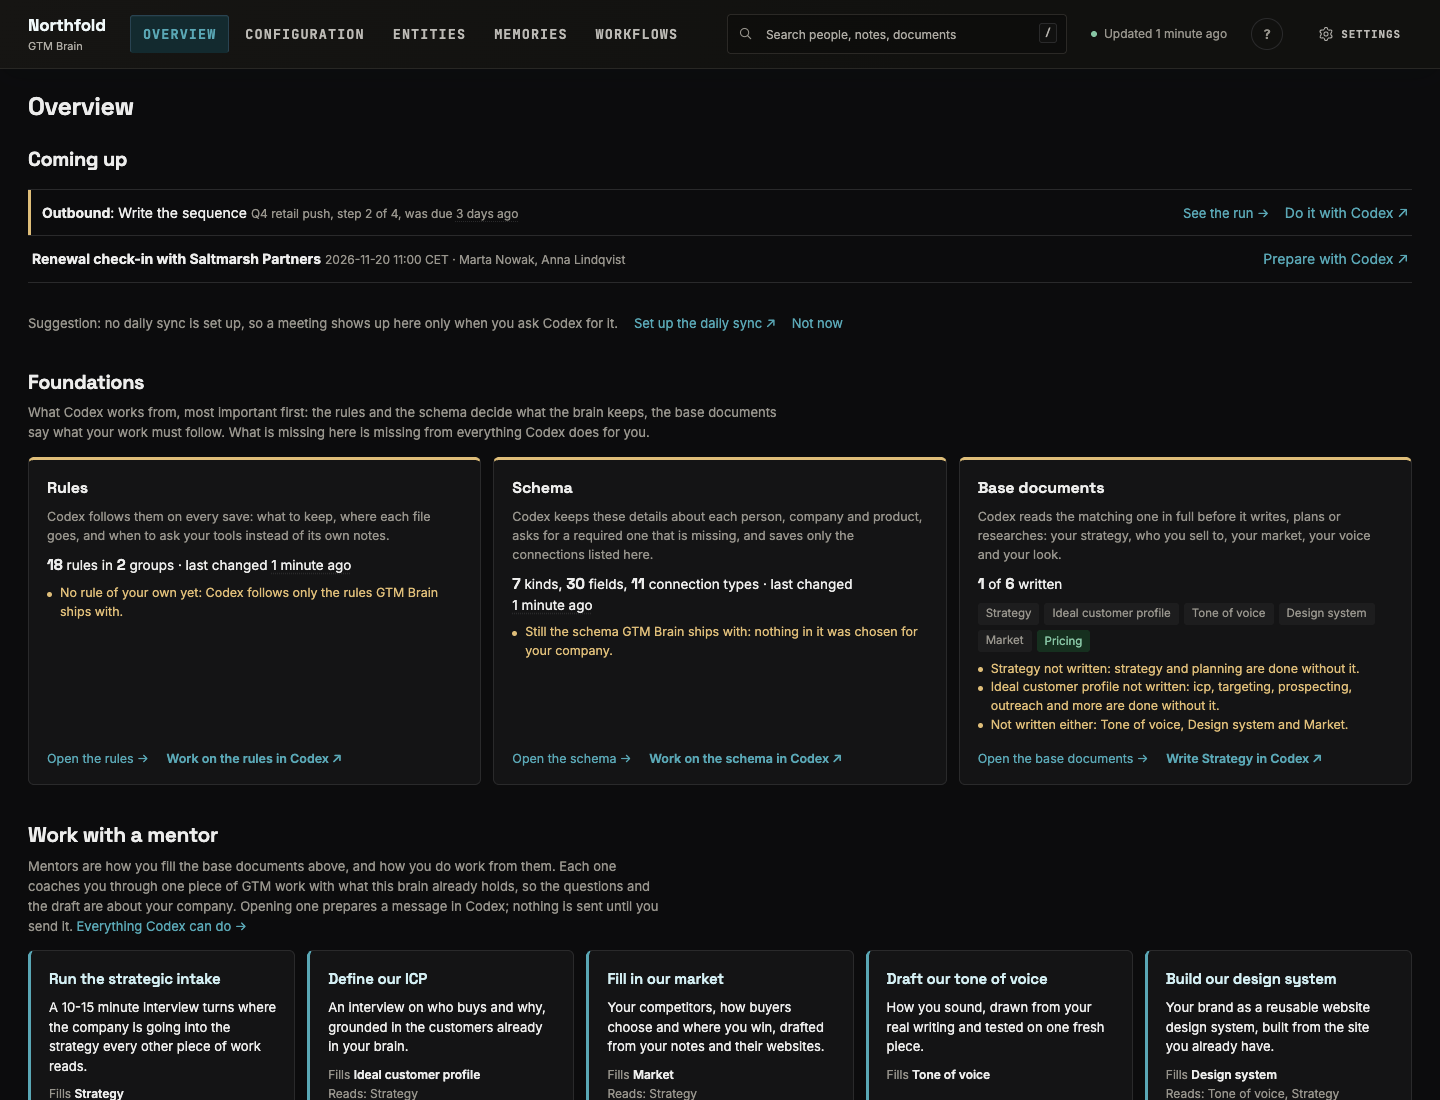 Northfold
GTM Brain
OVERVIEW
CONFIGURATION
ENTITIES
MEMORIES
WORKFLOWS
Search people, notes, documents
/
Updated 1 minute ago
?
SETTINGS
Overview
Coming up
Outbound: Write the sequence Q4 retail push, step 2 of 4, was due 3 days ago
See the run →
Do it with Codex ↗
Renewal check-in with Saltmarsh Partners 2026-11-20 11:00 CET · Marta Nowak, Anna Lindqvist
Prepare with Codex ↗
Suggestion: no daily sync is set up, so a meeting shows up here only when you ask Codex for it.
Set up the daily sync ↗
Not now
Foundations
What Codex works from, most important first: the rules and the schema decide what the brain keeps, the base documents
say what your work must follow. What is missing here is missing from everything Codex does for you.
Rules
Codex follows them on every save: what to keep, where each file
goes, and when to ask your tools instead of its own notes.
18 rules in 2 groups · last changed 1 minute ago
No rule of your own yet: Codex follows only the rules GTM Brain
ships with.
Open the rules →
Work on the rules in Codex ↗
Schema
Codex keeps these details about each person, company and product,
asks for a required one that is missing, and saves only the
connections listed here.
7 kinds, 30 fields, 11 connection types · last changed
1 minute ago
Still the schema GTM Brain ships with: nothing in it was chosen for
your company.
Open the schema →
Work on the schema in Codex ↗
Base documents
Codex reads the matching one in full before it writes, plans or
researches: your strategy, who you sell to, your market, your voice
and your look.
1 of 6 written
Strategy
Ideal customer profile
Tone of voice
Design system
Market
Pricing
Strategy not written: strategy and planning are done without it.
Ideal customer profile not written: icp, targeting, prospecting,
outreach and more are done without it.
Not written either: Tone of voice, Design system and Market.
Open the base documents →
Write Strategy in Codex ↗
Work with a mentor
Mentors are how you fill the base documents above, and how you do work from them. Each one
coaches you through one piece of GTM work with what this brain already holds, so the questions and
the draft are about your company. Opening one prepares a message in Codex; nothing is sent until you
send it. Everything Codex can do →
Run the strategic intake
A 10-15 minute interview turns where
the company is going into the
strategy every other piece of work
reads.
Fills Strategy
Define our ICP
An interview on who buys and why,
grounded in the customers already
in your brain.
Fills Ideal customer profile
Reads: Strategy
Fill in our market
Your competitors, how buyers
choose and where you win, drafted
from your notes and their websites.
Fills Market
Reads: Strategy
Draft our tone of voice
How you sound, drawn from your
real writing and tested on one fresh
piece.
Fills Tone of voice
Build our design system
Your brand as a reusable website
design system, built from the site
you already have.
Fills Design system
Reads: Tone of voice, Strategy